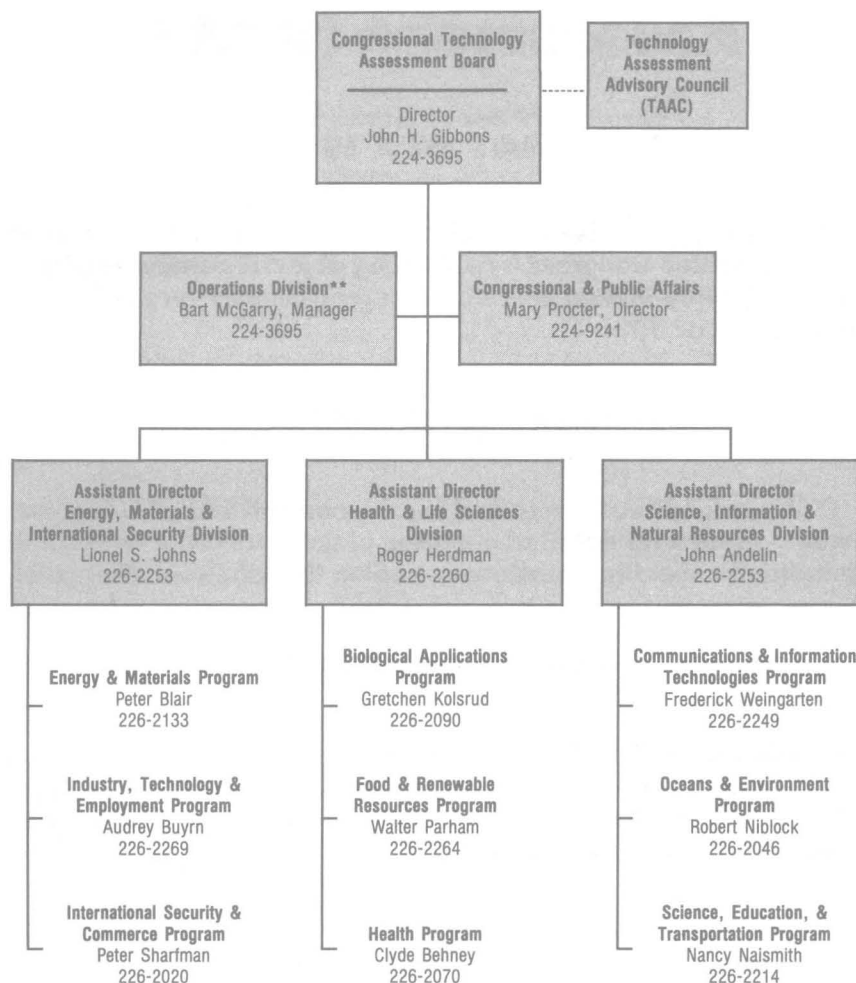 Congressional Technology
Assessment Board
Director
John H. Gibbons
224-3695
Technology
Assessment
Advisory Council
(TAAC)
Operations Division**
Bart McGarry, Manager
224-3695
Congressional & Public Affairs
Mary Procter, Director
224-9241
Assistant Director
Energy, Materials &
International Security Division
Lionel S. Johns
226-2253
Assistant Director
Health & Life Sciences
Division
Roger Herdman
226-2260
Assistant Director
Science, Information &
Natural Resources Division
John Andelin
226-2253
Energy & Materials Program
Peter Blair
226-2133
Industry, Technology &
Employment Program
Audrey Buyrn
226-2269
International Security &
Commerce Program
Peter Sharfman
226-2020
Biological Applications
Program
Gretchen Kolsrud
226-2090
Food & Renewable
Resources Program
Walter Parham
226-2264
Health Program
Clyde Behney
226-2070
Communications & Information
Technologies Program
Frederick Weingarten
226-2249
Oceans & Environment
Program
Robert Niblock
226-2046
Science, Education, &
Transportation Program
Nancy Naismith
226-2214